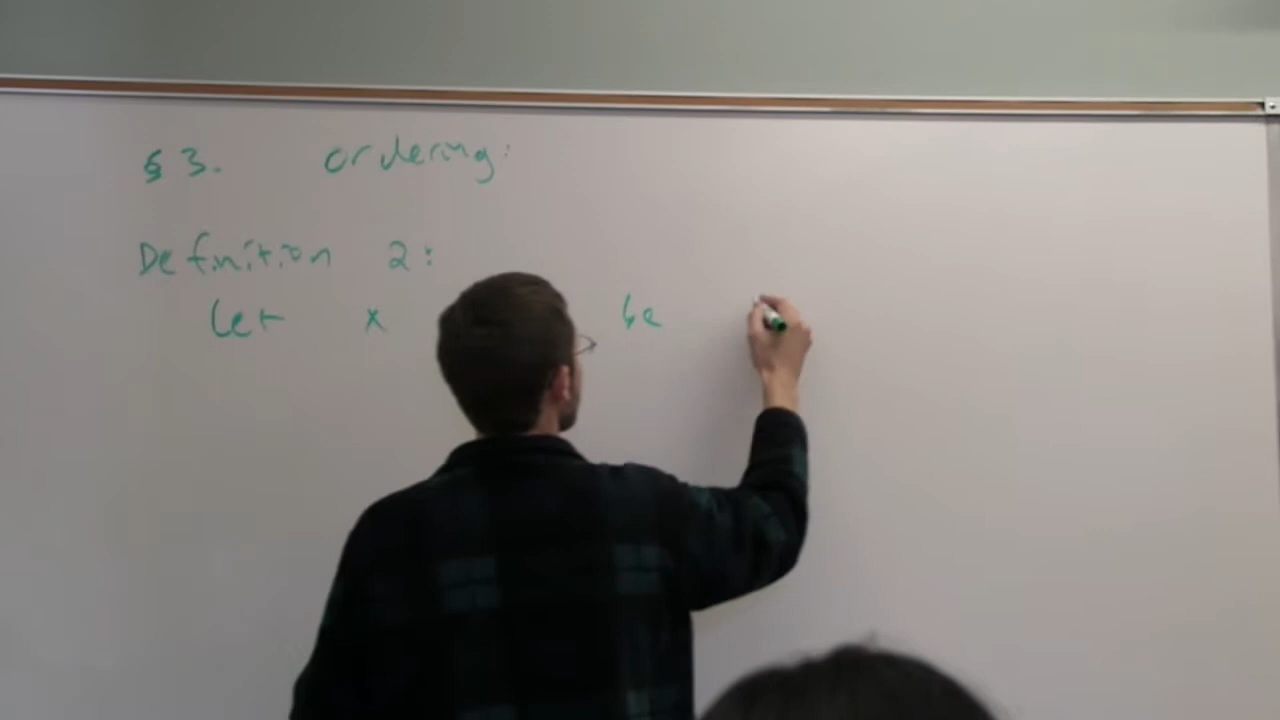 § 3. ordering:
Definition 2:
Let x be